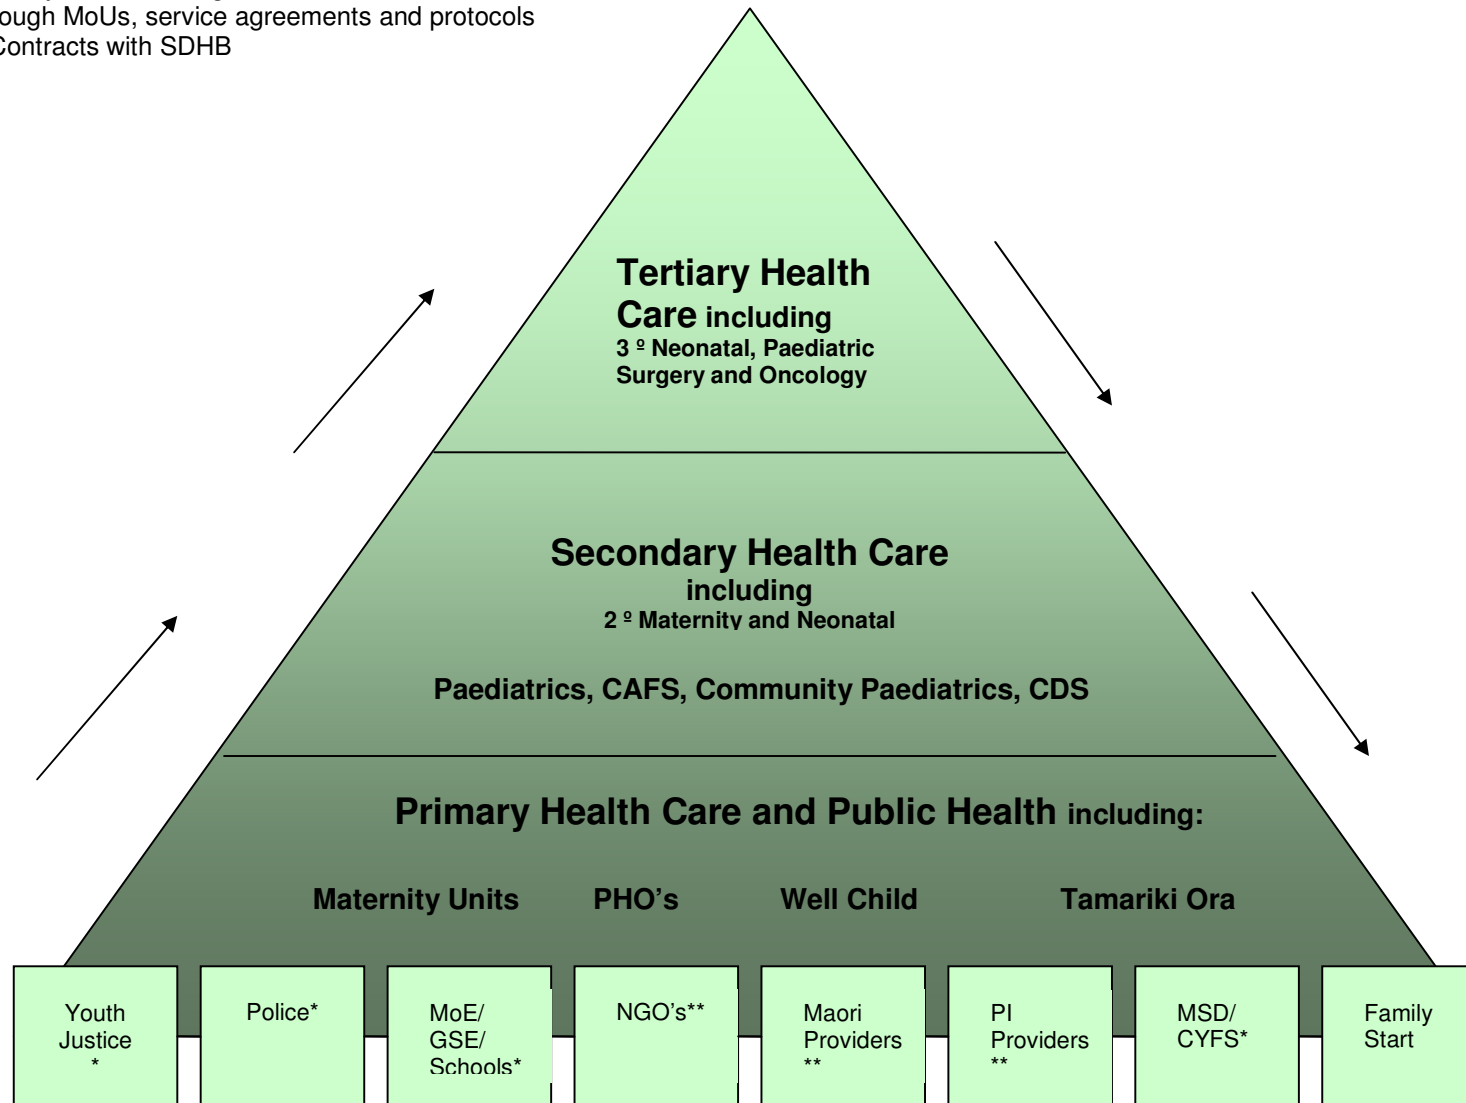 through MoUs, service agreements and protocols
Contracts with SDHB
Tertiary Health
Care including
3 º Neonatal, Paediatric
Surgery and Oncology
Secondary Health Care
including
2 º Maternity and Neonatal
Paediatrics, CAFS, Community Paediatrics, CDS
Primary Health Care and Public Health including:
Maternity Units PHO's Well Child Tamariki Ora
Youth
Justice
*
Police*
MoE/
GSE/
Schools*
NGO's**
Maori
Providers
**
PI
Providers
**
MSD/
CYFS*
Family
Start